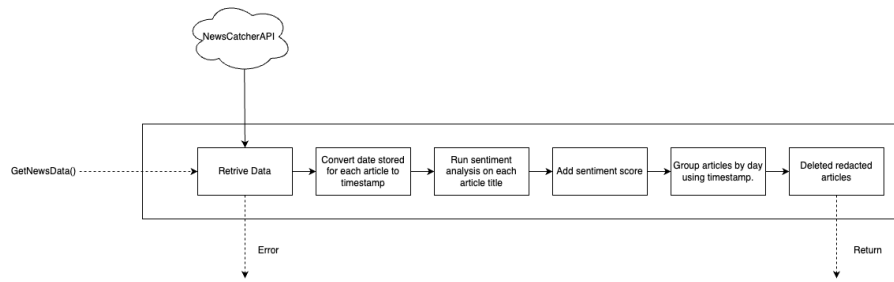 NewsCatcherAPI
GetNewsData()
Retrive Data
Convert date stored
for each article to
timestamp
Run sentiment
analysis on each
article title
Add sentiment score
Group articles by day
using timestamp.
Deleted redacted
articles
Error
Return